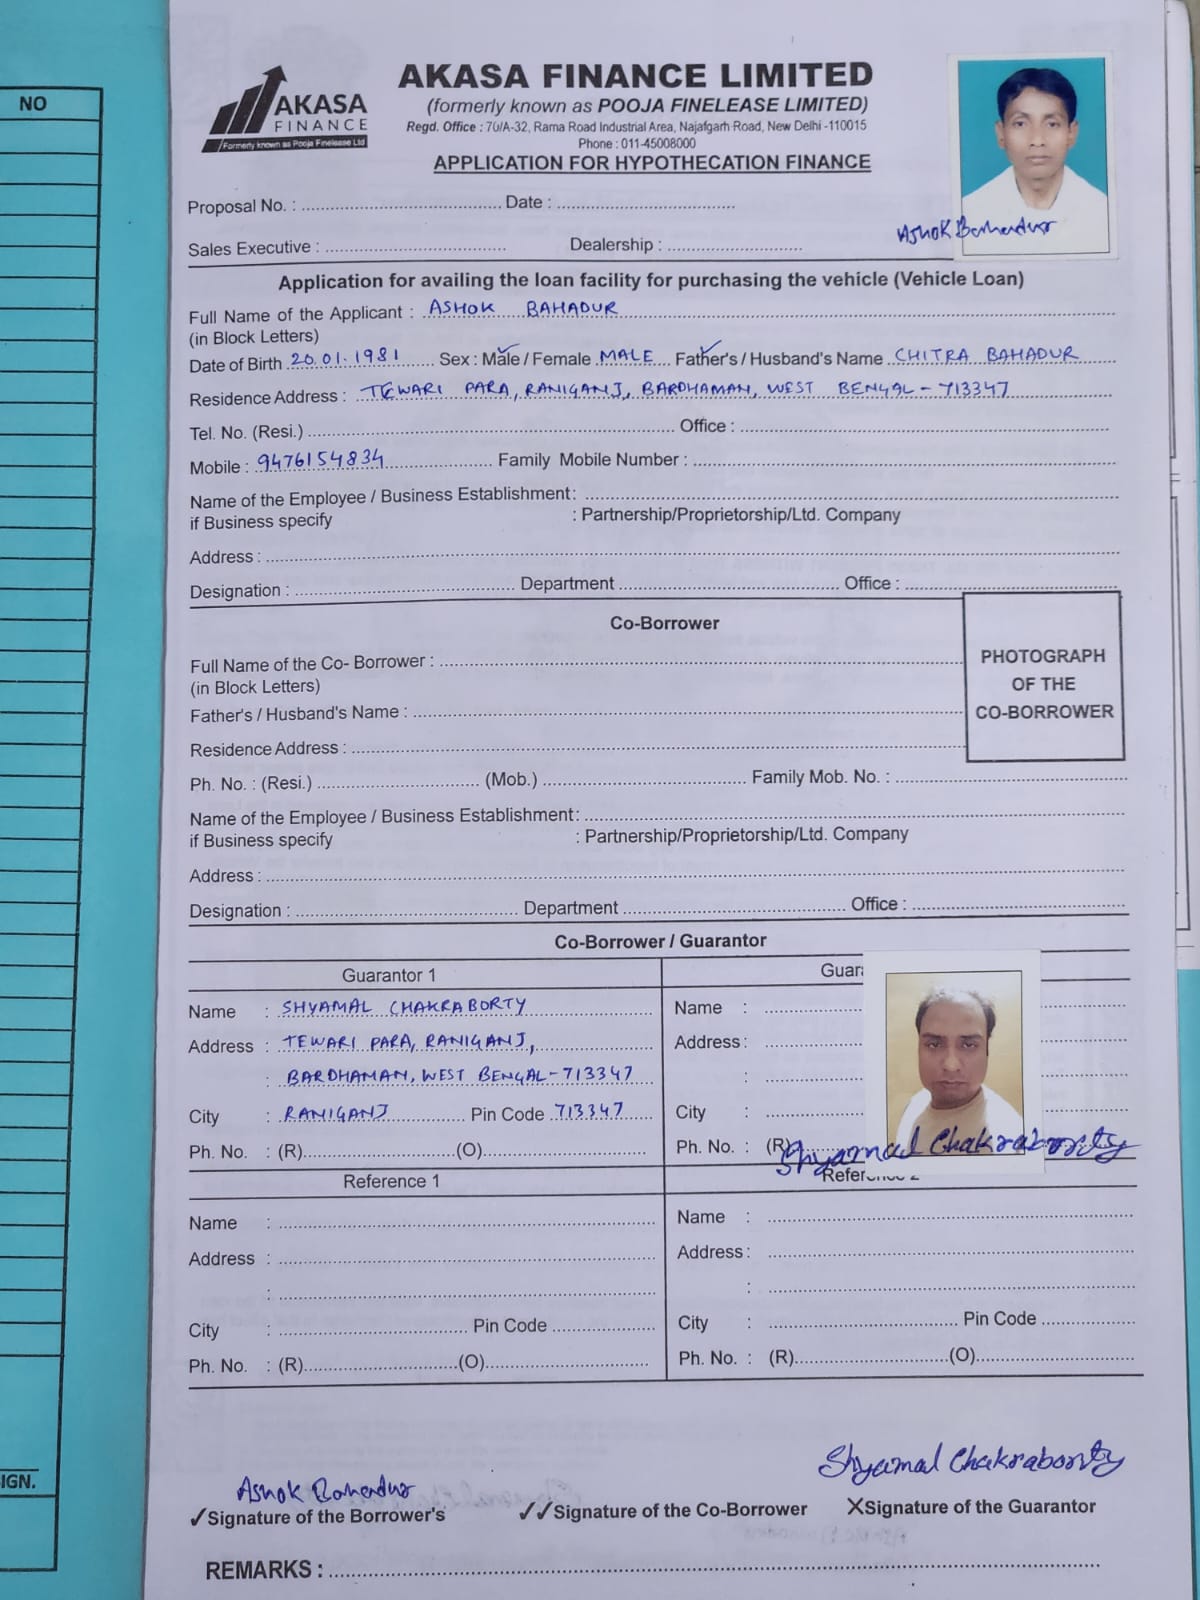 NO
AKASA
FINANCE
Formerly known as Pooja Finelease Ltd
AKASA FINANCE LIMITED
(formerly known as POOJA FINELEASE LIMITED)
Regd. Office : 70/A-32, Rama Road Industrial Area, Najafgarh Road, New Delhi -110015
Phone : 011-45008000
APPLICATION FOR HYPOTHECATION FINANCE
Proposal No. : Date :
Ashok Bahadur
Sales Executive : Dealership :
Application for availing the loan facility for purchasing the vehicle (Vehicle Loan)
Full Name of the Applicant : ASHOK BAHADUR
(in Block Letters)
Date of Birth 20.01.1981 Sex : Male / Female MALE Father's / Husband's Name CHITRA BAHADUR
Residence Address : TEWARI PARA, RANIGANJ, BARDHAMAN, WEST BENGAL - 713347
Tel. No. (Resi.) Office :
Mobile : 9476154834 Family Mobile Number :
Name of the Employee / Business Establishment :
if Business specify : Partnership/Proprietorship/Ltd. Company
Address :
Designation : Department Office :
Co-Borrower
Full Name of the Co- Borrower :
(in Block Letters)
PHOTOGRAPH
OF THE
CO-BORROWER
Father's / Husband's Name :
Residence Address :
Ph. No. : (Resi.) (Mob.) Family Mob. No. :
Name of the Employee / Business Establishment :
if Business specify : Partnership/Proprietorship/Ltd. Company
Address :
Designation : Department Office :
Co-Borrower / Guarantor
Guarantor 1
Name : SHYAMAL CHAKRABORTY
Address : TEWARI PARA, RANIGANJ,
: BARDHAMAN, WEST BENGAL - 713347
City : RANIGANJ Pin Code 713347
Ph. No. : (R) (O)
Guar
Name :
Address :
:
City :
Ph. No. : (R)
Shyamal Chakraborty
Reference 1
Name :
Address :
:
City : Pin Code
Ph. No. : (R) (O)
Reference 2
Name :
Address :
:
City : Pin Code
Ph. No. : (R) (O)
Ashok Bahadur
Shyamal Chakraborty
✓Signature of the Borrower's ✓✓Signature of the Co-Borrower XSignature of the Guarantor
IGN.
REMARKS :